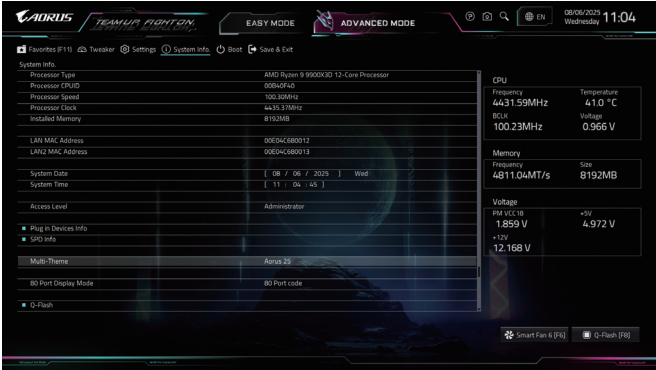 AORUS
TEAM UP. FIGHT ON.
EASY MODE
ADVANCED MODE
EN
08/06/2025
Wednesday
11:04
Favorites (F11)
Tweaker
Settings
System Info.
Boot
Save & Exit
System Info.
Processor Type AMD Ryzen 9 9900X3D 12-Core Processor
Processor CPUID 00B40F40
Processor Speed 100.30MHz
Processor Clock 4435.37MHz
Installed Memory 8192MB
LAN MAC Address 00E04C680012
LAN2 MAC Address 00E04C680013
System Date [ 08 / 06 / 2025 ] Wed
System Time [ 11 : 04 : 45 ]
Access Level Administrator
Plug in Devices Info
SPD Info
Multi-Theme Aorus 25
80 Port Display Mode 80 Port code
Q-Flash
CPU
Frequency Temperature
4431.59MHz 41.0 °C
BCLK Voltage
100.23MHz 0.966 V
Memory
Frequency Size
4811.04MT/s 8192MB
Voltage
PM VCC18 +5V
1.859 V 4.972 V
+12V
12.168 V
Smart Fan 6 [F6]
Q-Flash [F8]